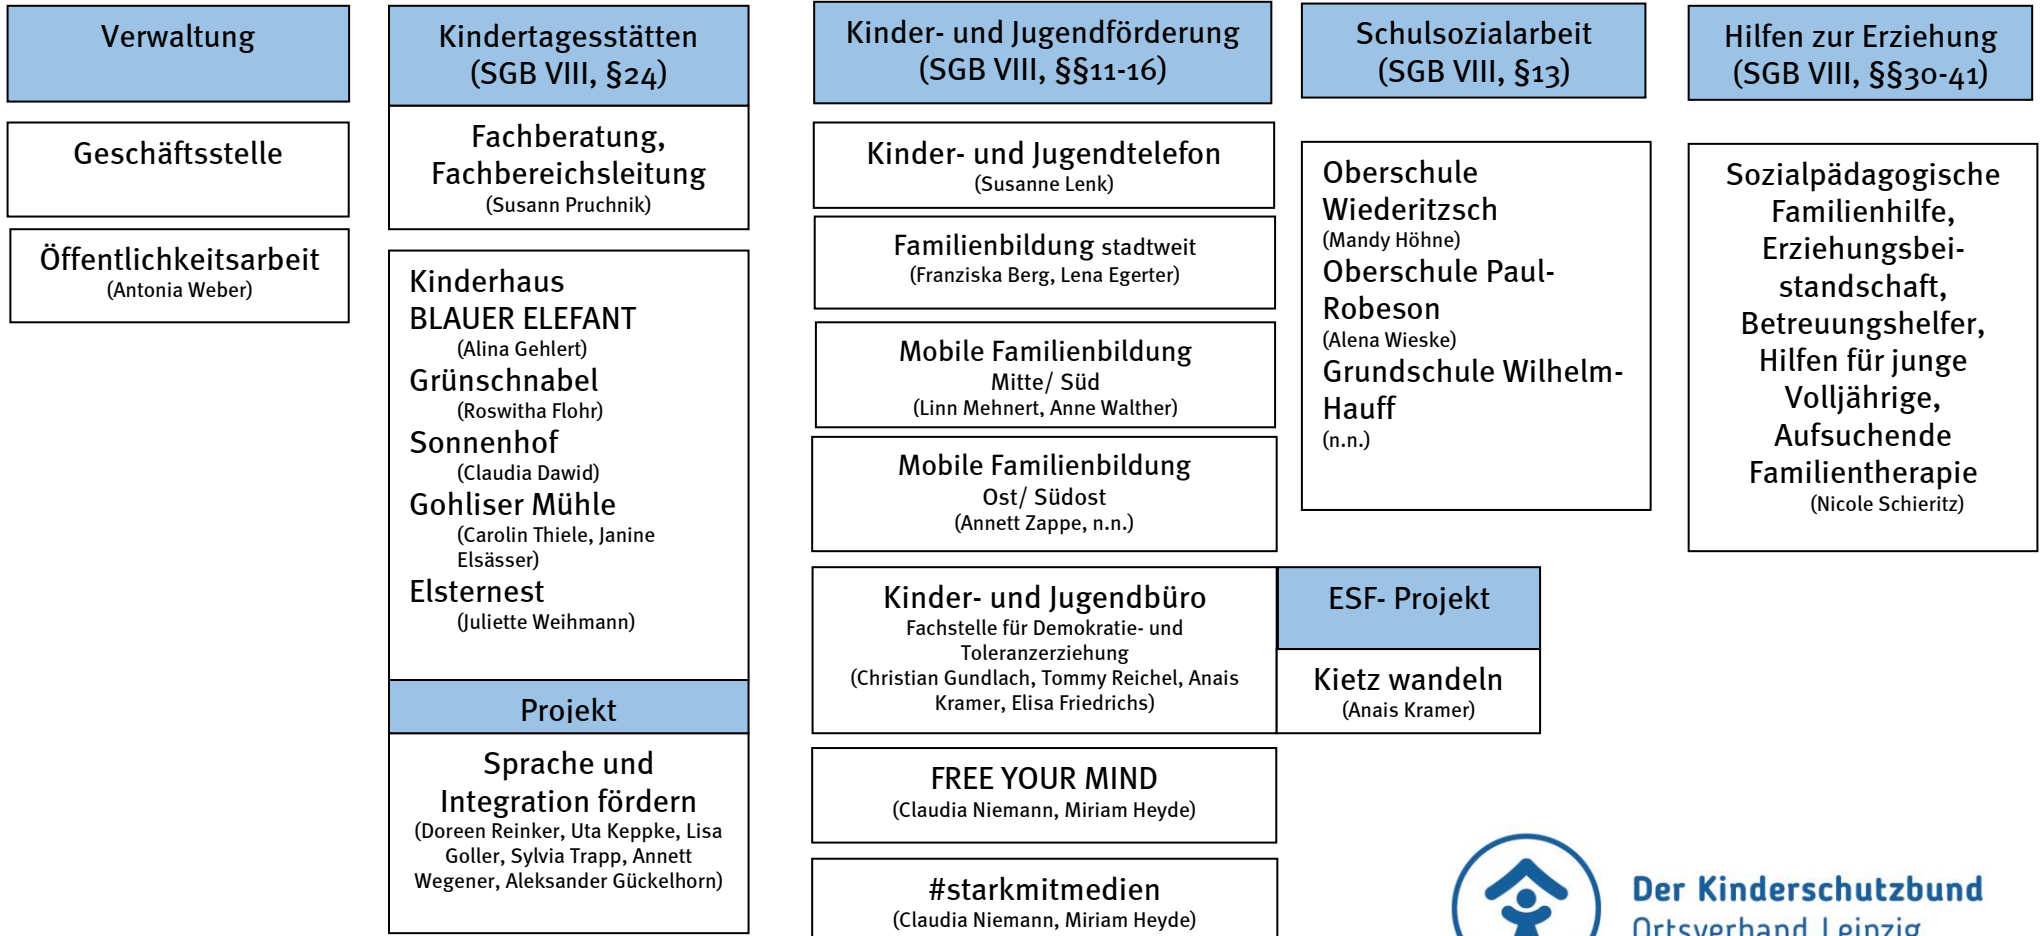 Verwaltung
Geschäftsstelle
Öffentlichkeitsarbeit
(Antonia Weber)
Kindertagesstätten
(SGB VIII, §24)
Fachberatung,
Fachbereichsleitung
(Susann Pruchnik)
Kinderhaus
BLAUER ELEFANT
(Alina Gehlert)
Grünschnabel
(Roswitha Flohr)
Sonnenhof
(Claudia Dawid)
Gohliser Mühle
(Carolin Thiele, Janine
Elsässer)
Elsternest
(Juliette Weihmann)
Projekt
Sprache und
Integration fördern
(Doreen Reinker, Uta Keppke, Lisa
Goller, Sylvia Trapp, Annett
Wegener, Aleksander Gückelhorn)
Kinder- und Jugendförderung
(SGB VIII, §§11-16)
Kinder- und Jugendtelefon
(Susanne Lenk)
Familienbildung stadtweit
(Franziska Berg, Lena Egerter)
Mobile Familienbildung
Mitte/ Süd
(Linn Mehnert, Anne Walther)
Mobile Familienbildung
Ost/ Südost
(Annett Zappe, n.n.)
Kinder- und Jugendbüro
Fachstelle für Demokratie- und
Toleranzerziehung
(Christian Gundlach, Tommy Reichel, Anais
Kramer, Elisa Friedrichs)
ESF- Projekt
Kietz wandeln
(Anais Kramer)
FREE YOUR MIND
(Claudia Niemann, Miriam Heyde)
#starkmitmedien
(Claudia Niemann, Miriam Heyde)
Schulsozialarbeit
(SGB VIII, §13)
Oberschule
Wiederitzsch
(Mandy Höhne)
Oberschule Paul-
Robeson
(Alena Wieske)
Grundschule Wilhelm-
Hauff
(n.n.)
Hilfen zur Erziehung
(SGB VIII, §§30-41)
Sozialpädagogische
Familienhilfe,
Erziehungsbei-
standschaft,
Betreuungshelfer,
Hilfen für junge
Volljährige,
Aufsuchende
Familientherapie
(Nicole Schieritz)
Der Kinderschutzbund
Ortsverband Leipzig